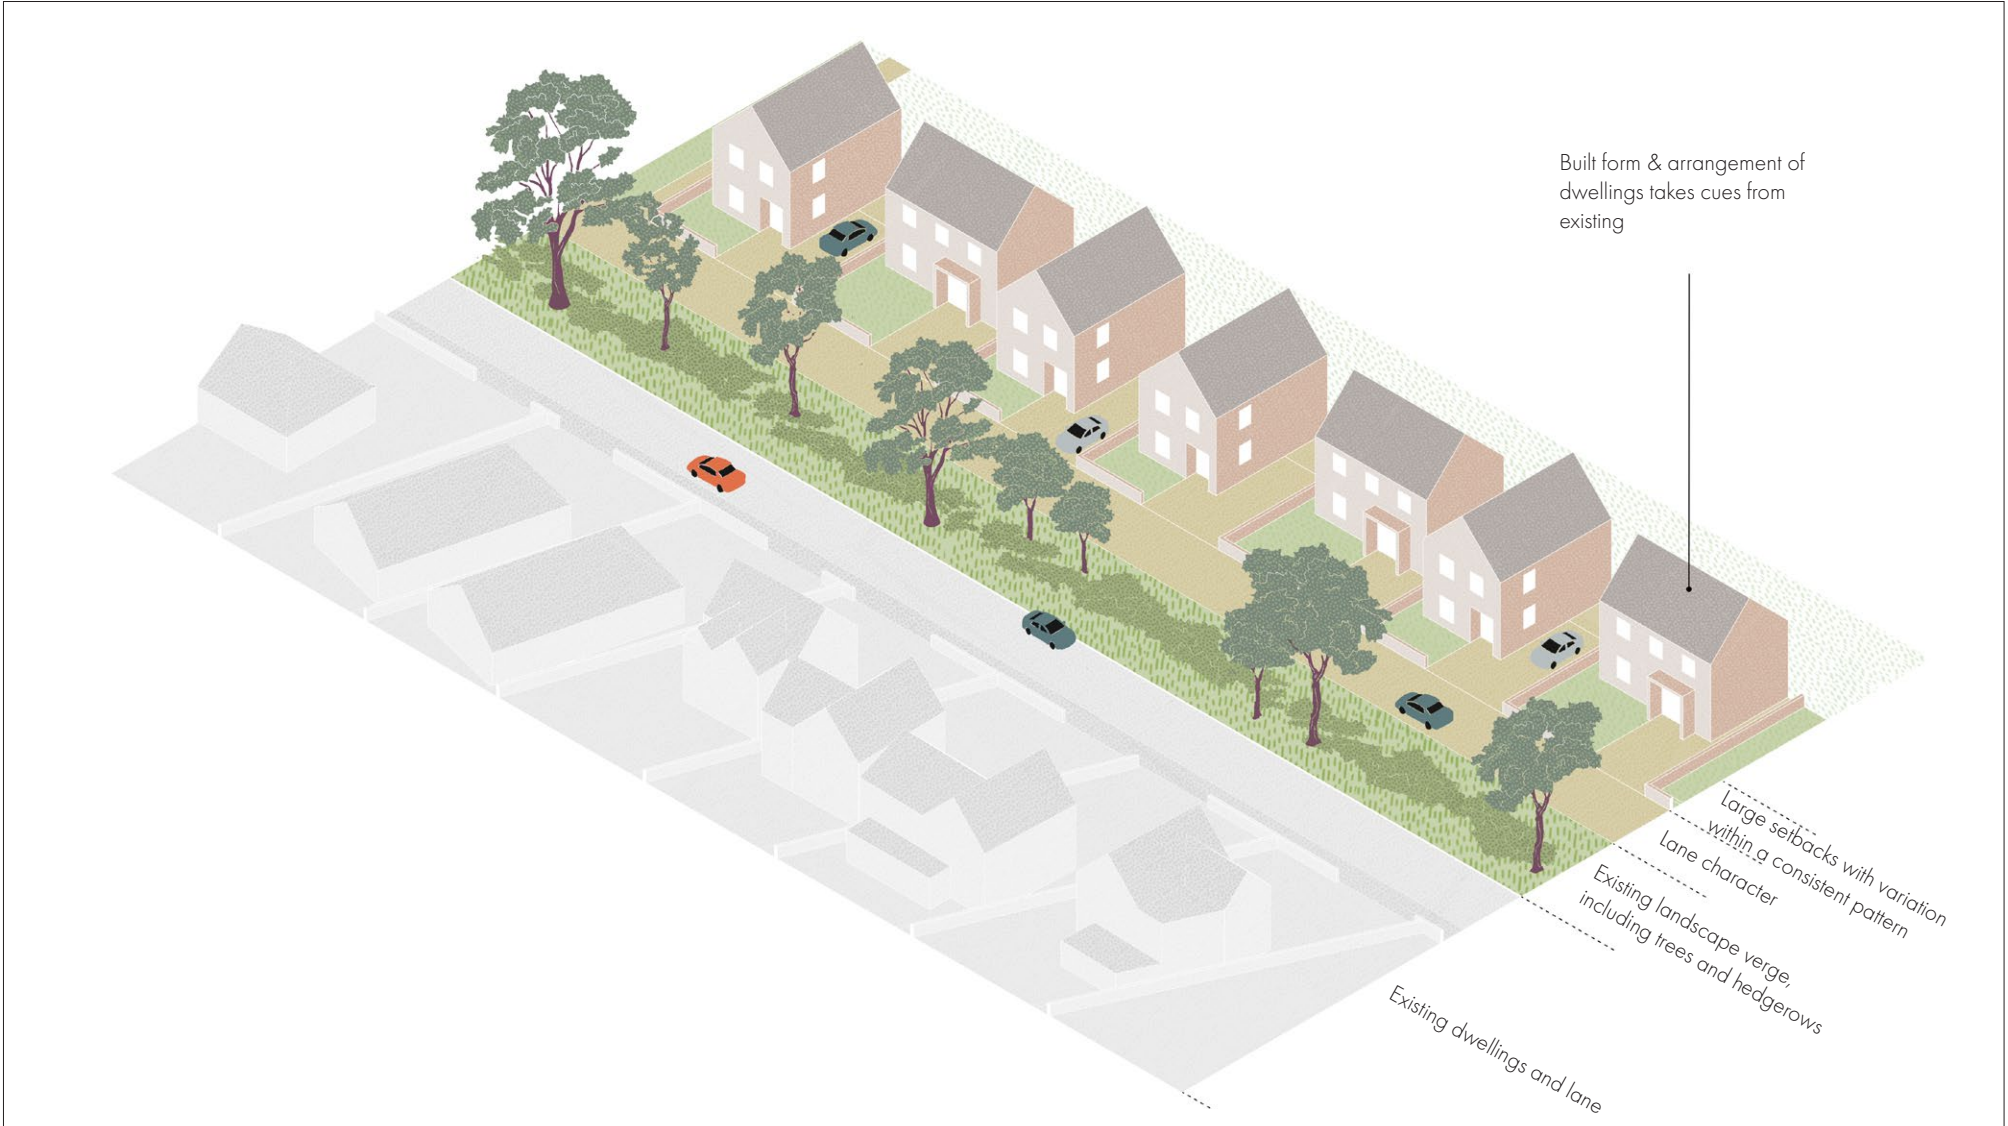 Built form & arrangement of
dwellings takes cues from
existing
Large setbacks with variation
within a consistent pattern
Lane character
Existing landscape verge,
including trees and hedgerows
Existing dwellings and lane